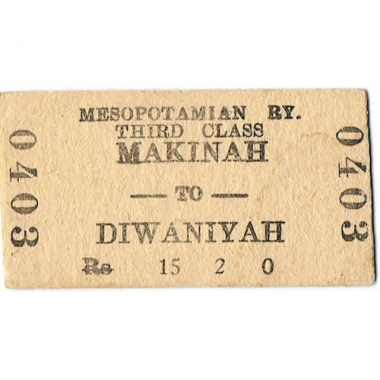 MESOPOTAMIAN RY.
THIRD CLASS
MAKINAH
— TO —
DIWANIYAH
Rs 15 2 0
0403
0403